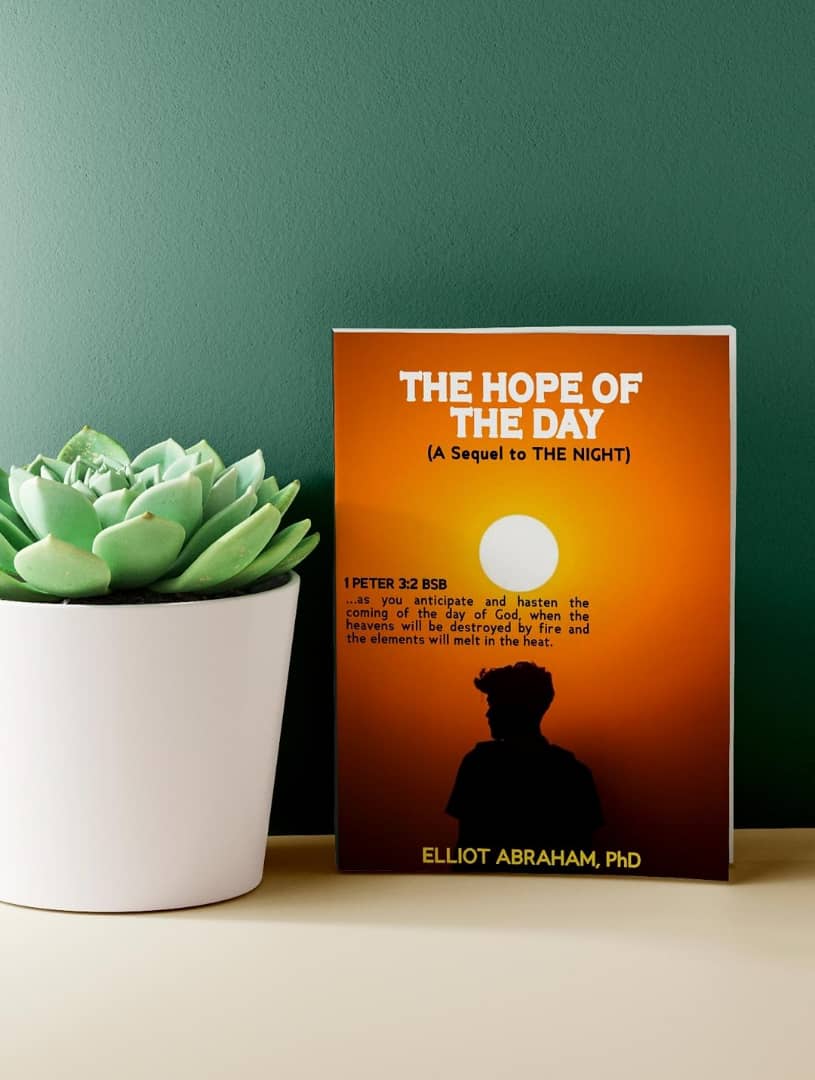 THE HOPE OF
THE DAY
(A Sequel to THE NIGHT)
1 PETER 3:2 BSB
...as you anticipate and hasten the
coming of the day of God, when the
heavens will be destroyed by fire and
the elements will melt in the heat.
ELLIOT ABRAHAM, PhD